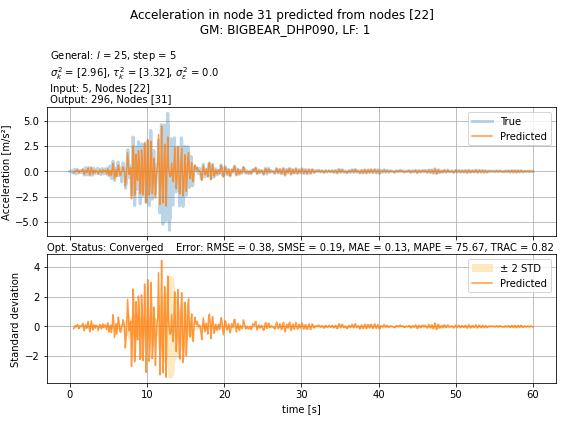 Acceleration in node 31 predicted from nodes [22]
GM: BIGBEAR_DHP090, LF: 1
General: l = 25, step = 5
σ²ₖ = [2.96], τ²ₖ = [3.32], σ²ε = 0.0
Input: 5, Nodes [22]
Output: 296, Nodes [31]
Acceleration [m/s²]
5.0
2.5
0.0
−2.5
−5.0
True
Predicted
Opt. Status: Converged Error: RMSE = 0.38, SMSE = 0.19, MAE = 0.13, MAPE = 75.67, TRAC = 0.82
Standard deviation
4
2
0
−2
± 2 STD
Predicted
0 10 20 30 40 50 60
time [s]